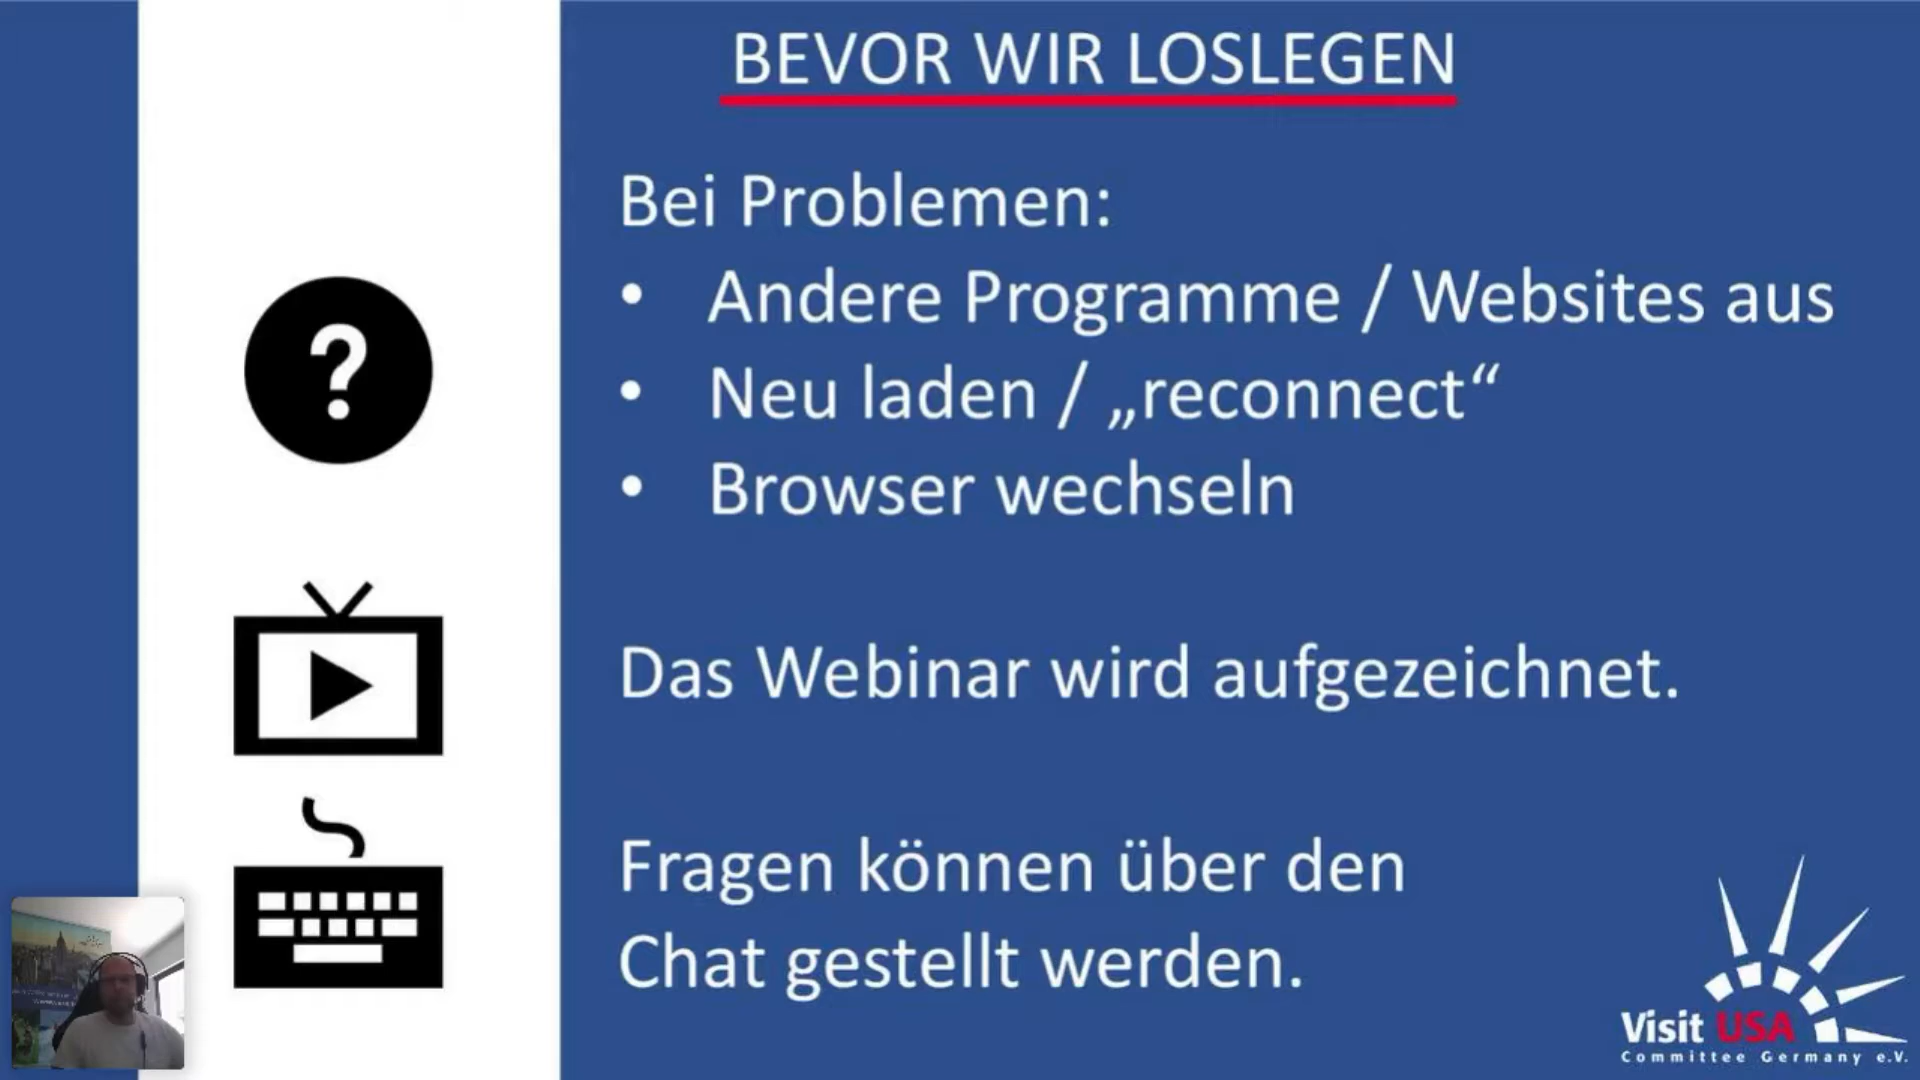 BEVOR WIR LOSLEGEN
Bei Problemen:
• Andere Programme / Websites aus
• Neu laden / „reconnect“
• Browser wechseln
Das Webinar wird aufgezeichnet.
Fragen können über den
Chat gestellt werden.
?
Visit USA
Committee Germany e.V.